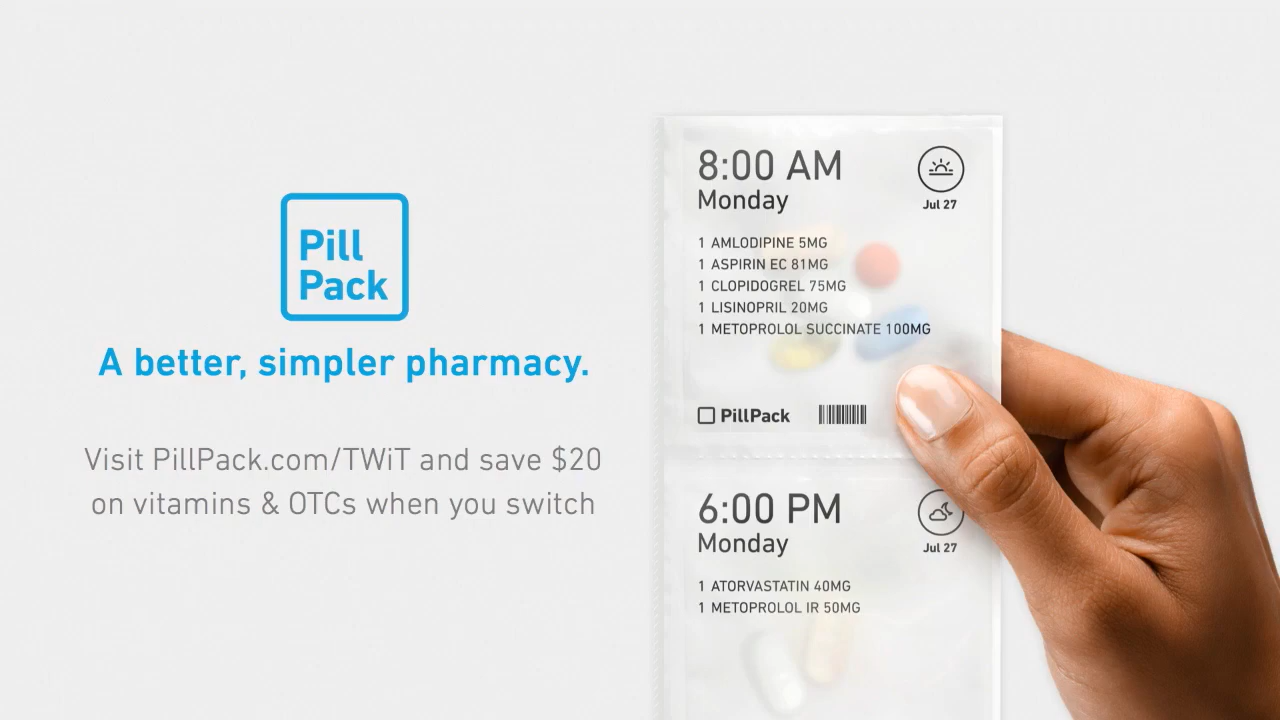 Pill
Pack
A better, simpler pharmacy.
Visit PillPack.com/TWiT and save $20
on vitamins & OTCs when you switch
8:00 AM
Monday
Jul 27
1 AMLODIPINE 5MG
1 ASPIRIN EC 81MG
1 CLOPIDOGREL 75MG
1 LISINOPRIL 20MG
1 METOPROLOL SUCCINATE 100MG
PillPack
6:00 PM
Monday
Jul 27
1 ATORVASTATIN 40MG
1 METOPROLOL IR 50MG